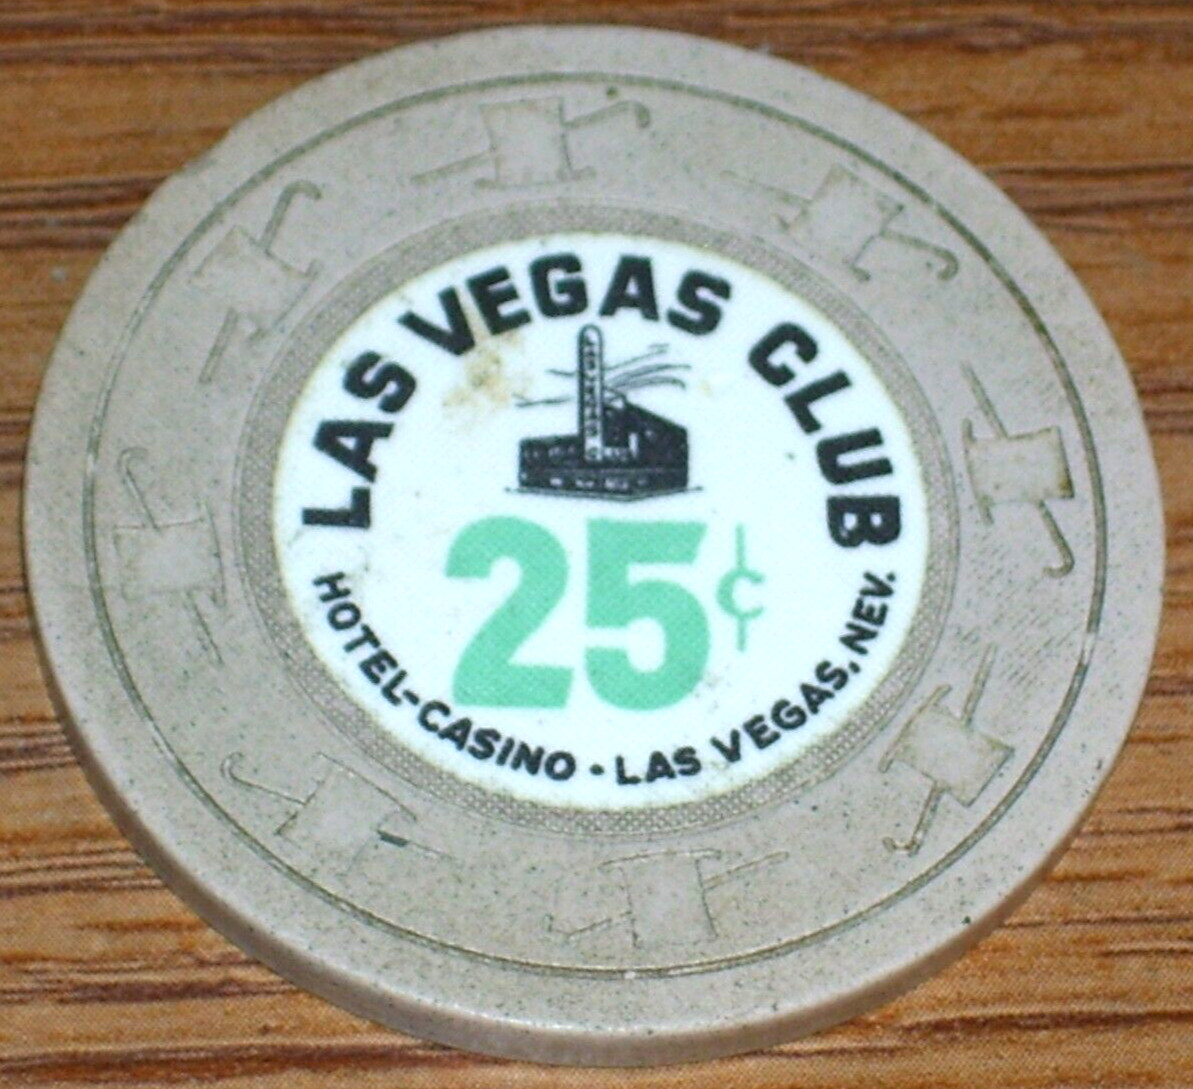 LAS VEGAS CLUB
25¢
HOTEL-CASINO · LAS VEGAS, NEV.